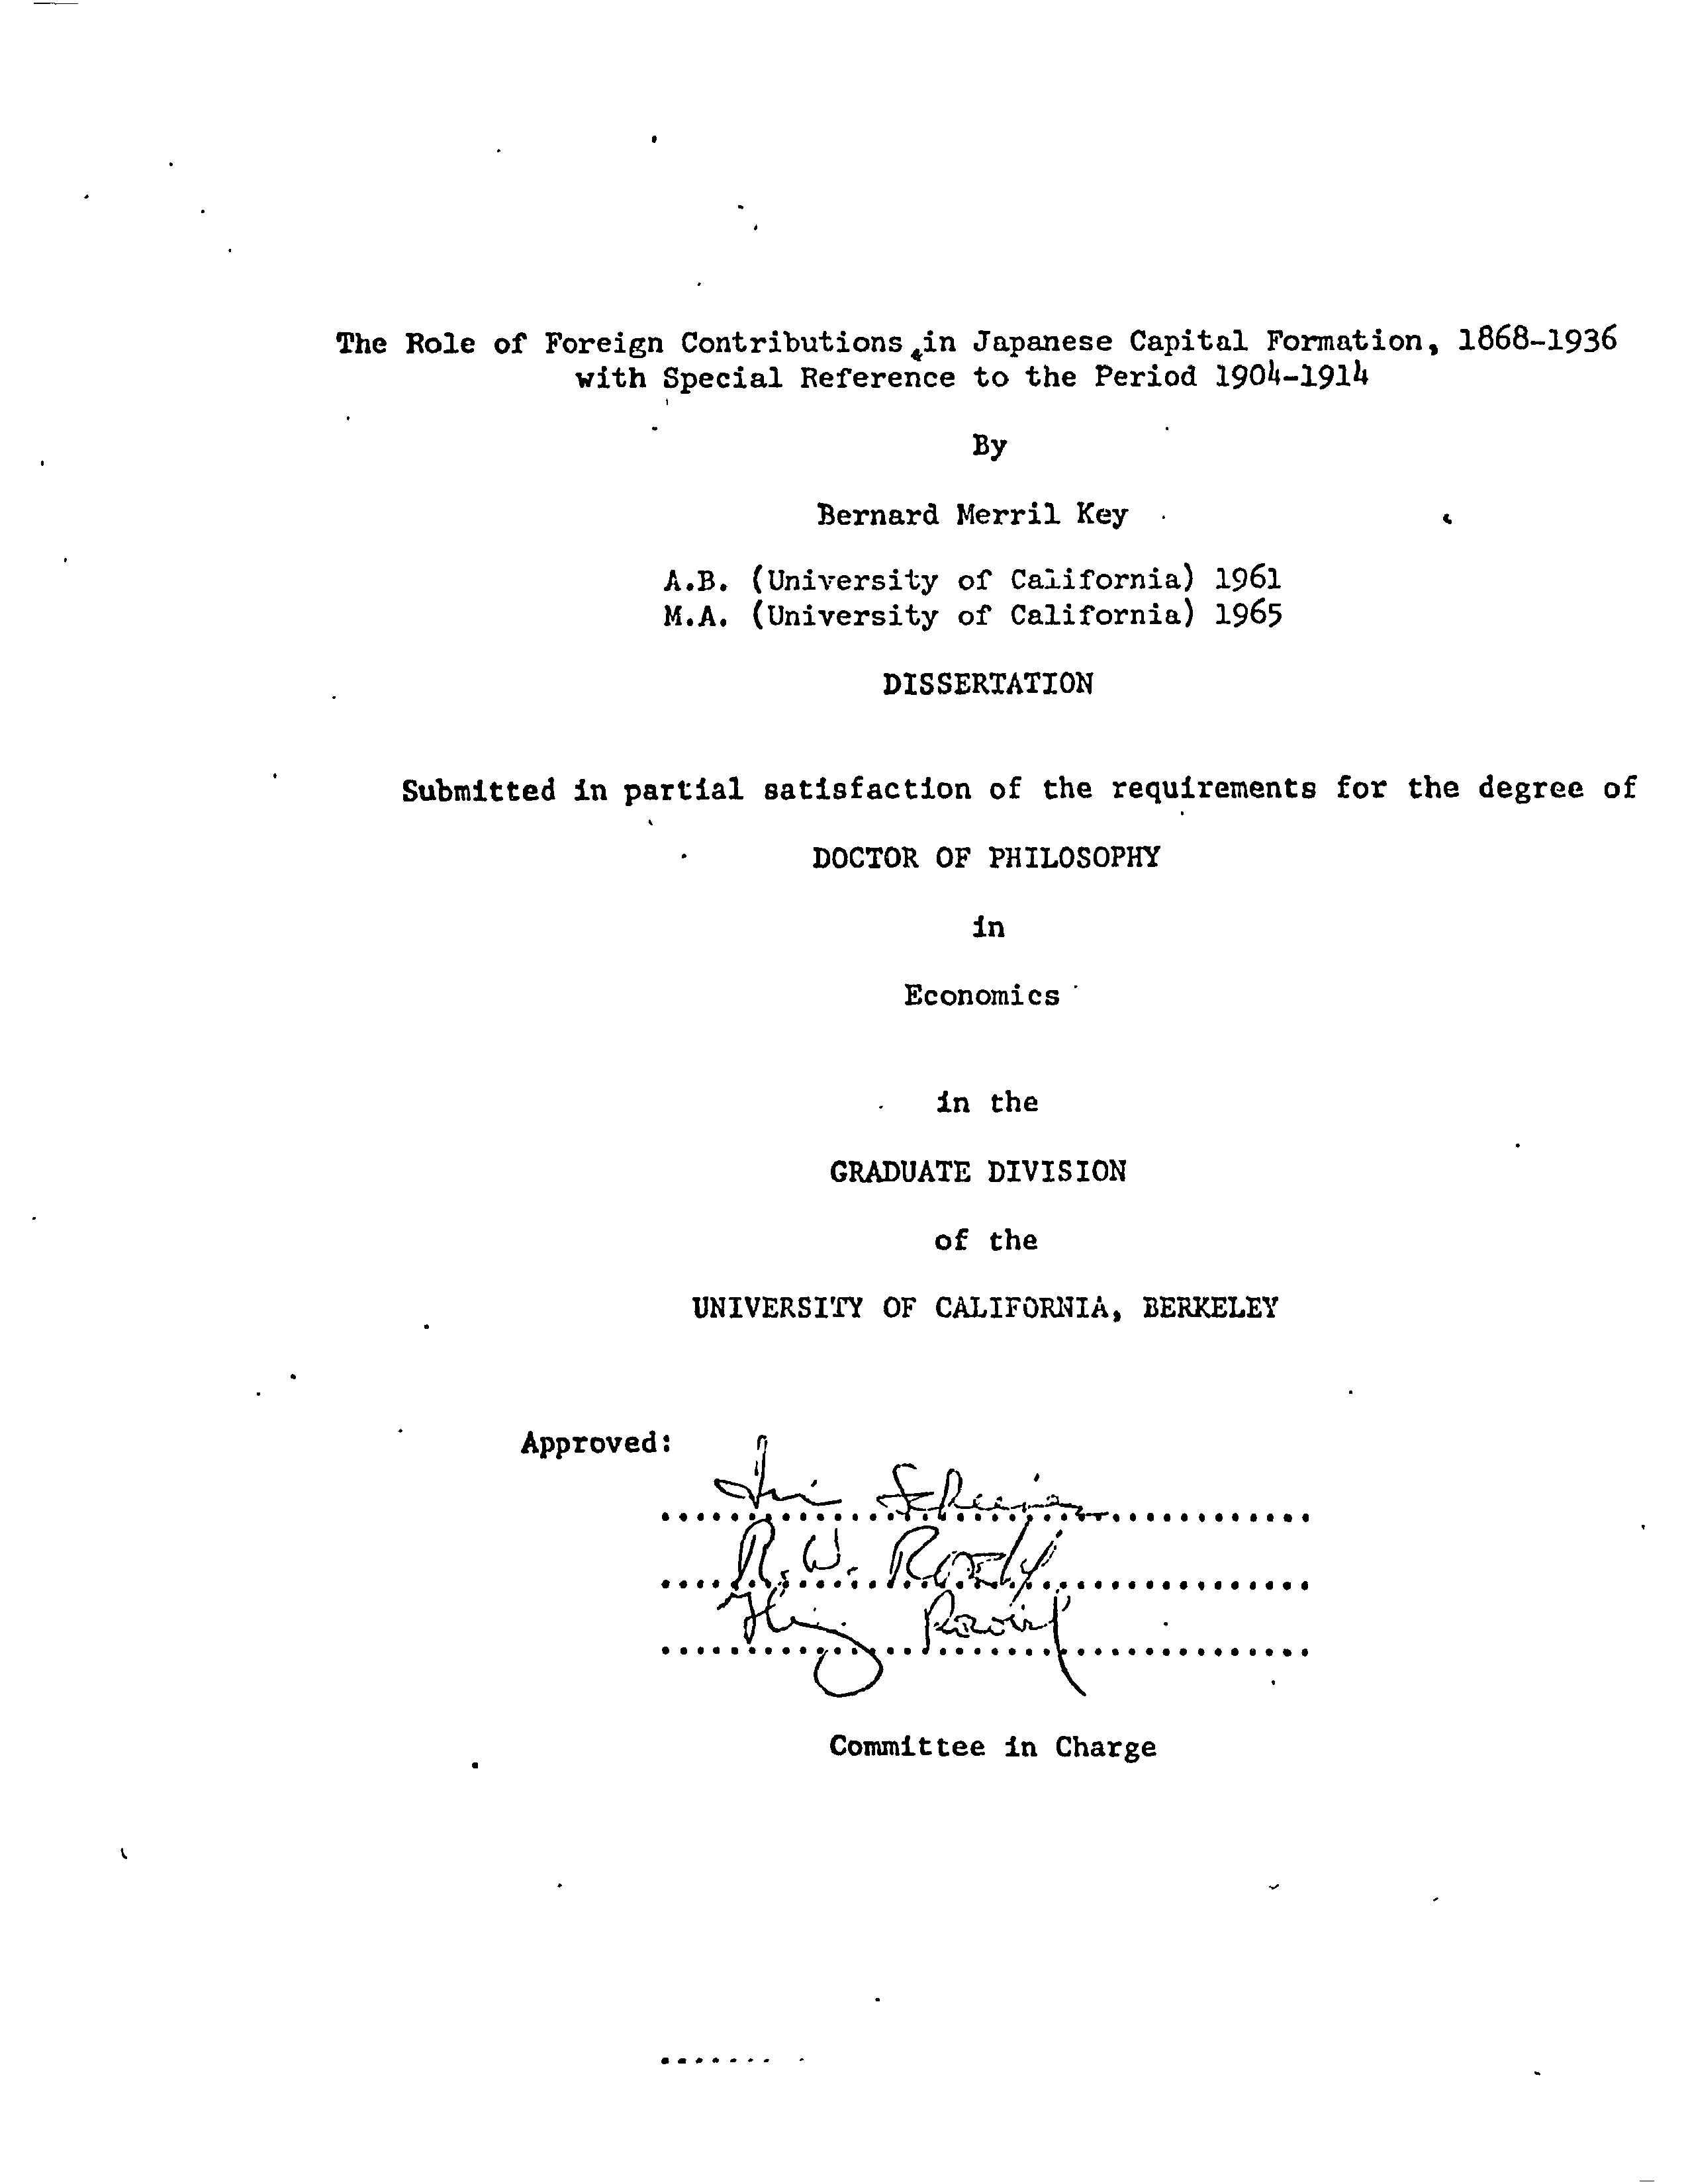 The Role of Foreign Contributions in Japanese Capital Formation, 1868-1936
with Special Reference to the Period 1904-1914
By
Bernard Merril Key
A.B. (University of California) 1961
M.A. (University of California) 1965
DISSERTATION
Submitted in partial satisfaction of the requirements for the degree of
DOCTOR OF PHILOSOPHY
in
Economics
in the
GRADUATE DIVISION
of the
UNIVERSITY OF CALIFORNIA, BERKELEY
Approved:
R.W.
Committee in Charge